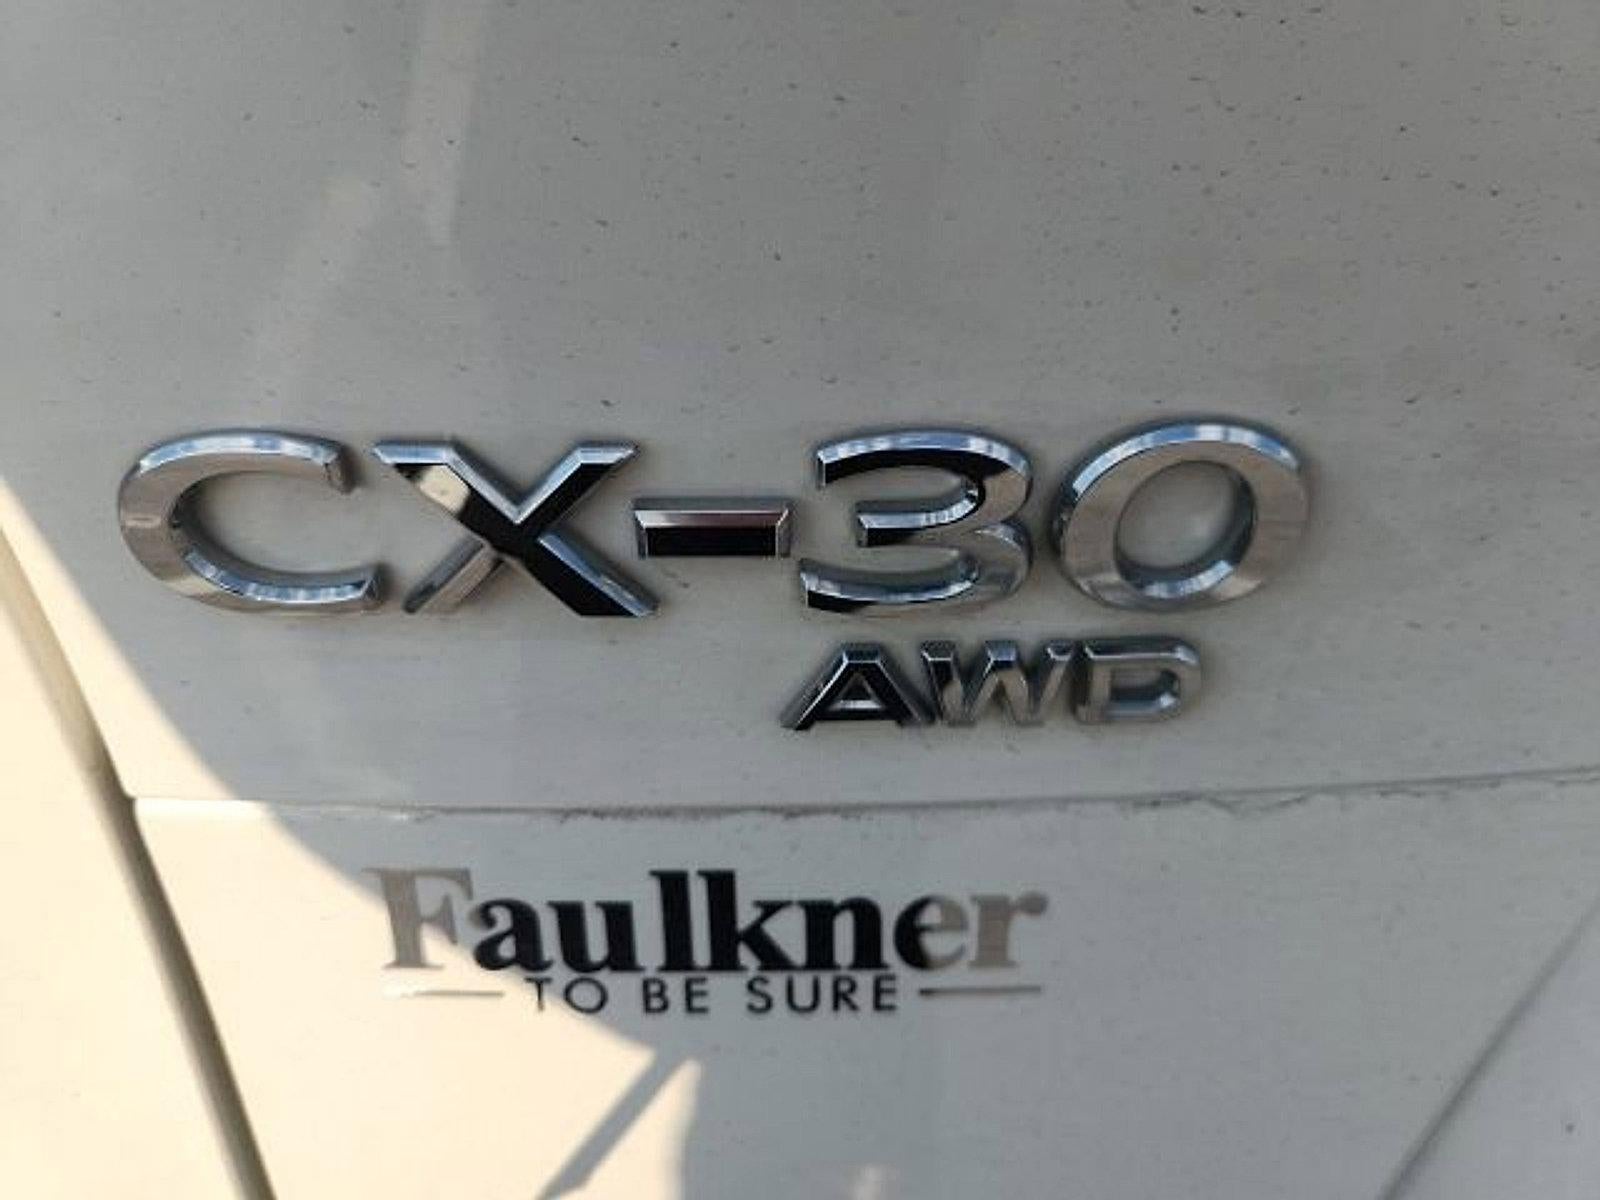 CX-30
AWD
Faulkner
TO BE SURE